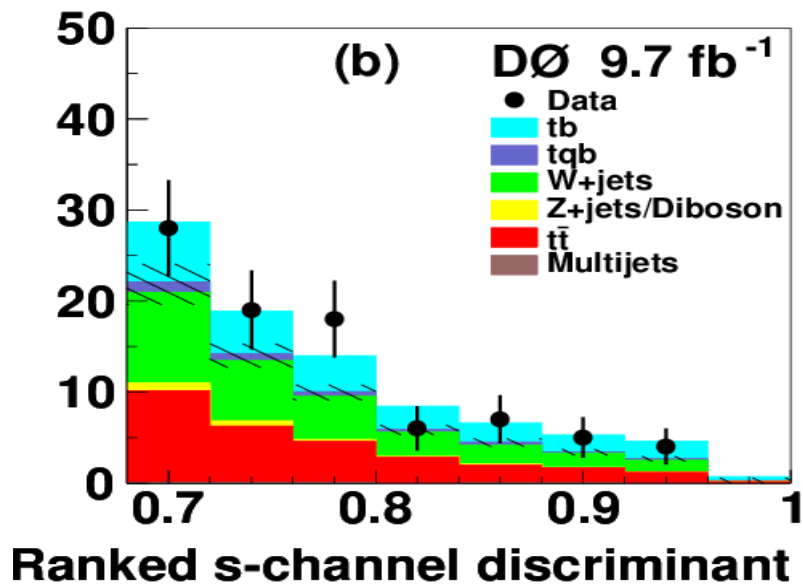 50
40
30
20
10
0
(b) DØ 9.7 fb⁻¹
Data
tb
tqb
W+jets
Z+jets/Diboson
tt̄
Multijets
0.7 0.8 0.9 1
Ranked s-channel discriminant